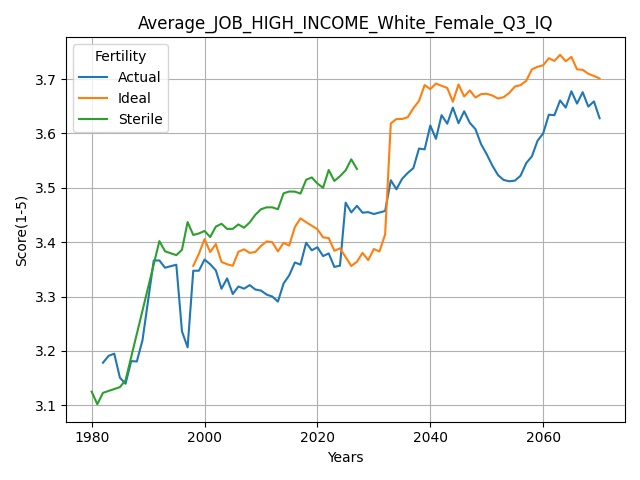 Average_JOB_HIGH_INCOME_White_Female_Q3_IQ
Fertility
Actual
Ideal
Sterile
Score(1-5)
3.7
3.6
3.5
3.4
3.3
3.2
3.1
1980
2000
2020
2040
2060
Years